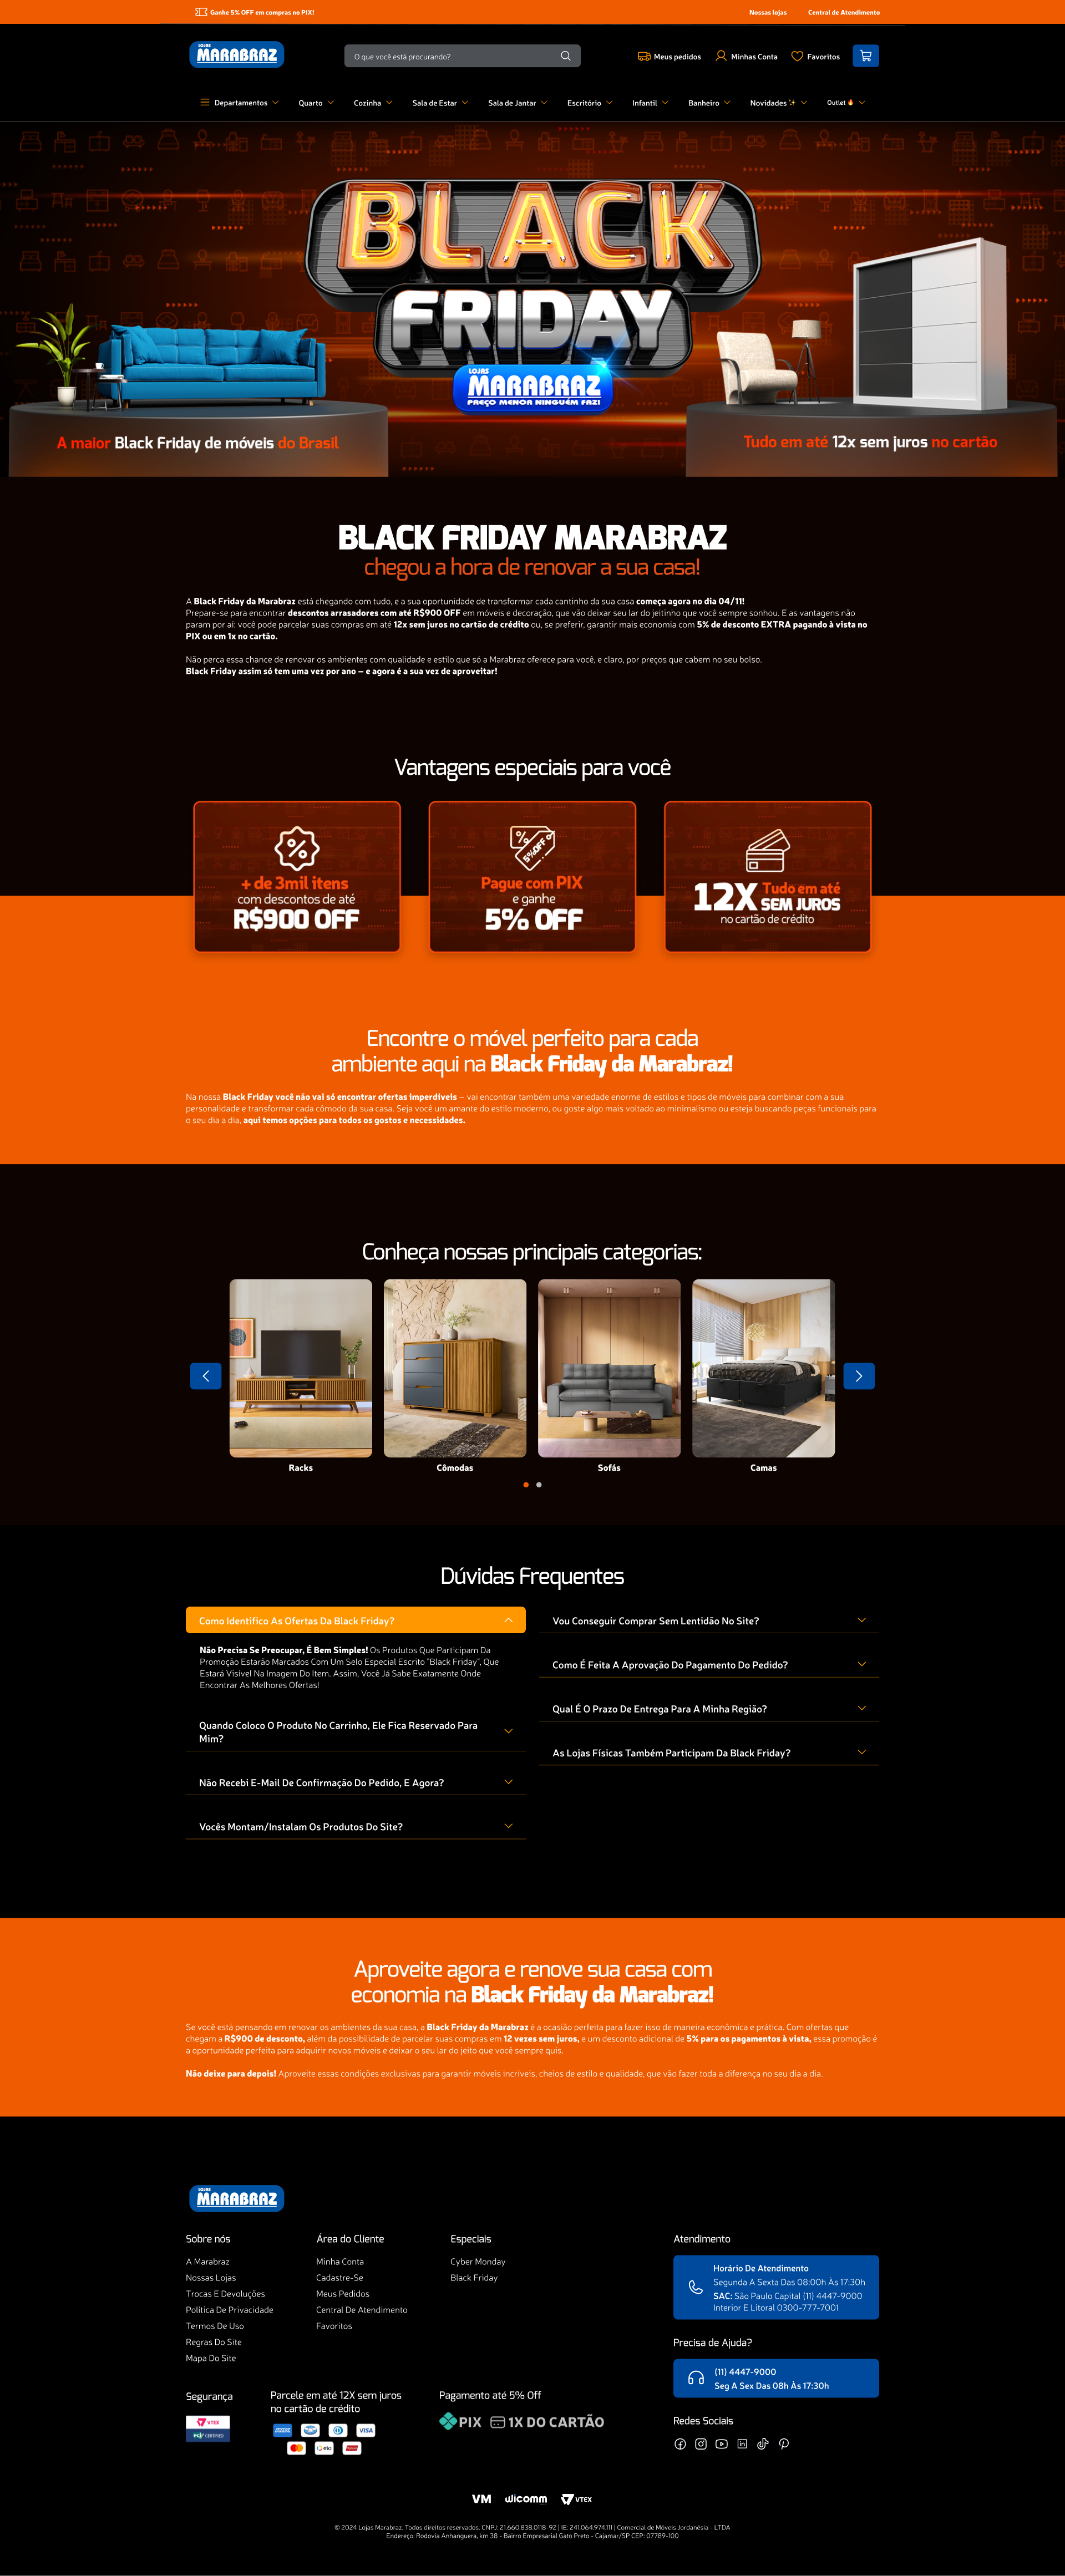 Ganhe 5% OFF em compras no PIX!
Nossas lojas
Central de Atendimento
LOJAS
MARABRAZ
O que você está procurando?
Meus pedidos
Minhas Conta
Favoritos
Departamentos
Quarto
Cozinha
Sala de Estar
Sala de Jantar
Escritório
Infantil
Banheiro
Novidades ✨
Outlet 🔥
BLACK
FRIDAY
LOJAS
MARABRAZ
PREÇO MENOR NINGUÉM FAZ!
A maior Black Friday de móveis do Brasil
Tudo em até 12x sem juros no cartão
BLACK FRIDAY MARABRAZ
chegou a hora de renovar a sua casa!
A Black Friday da Marabraz está chegando com tudo, e a sua oportunidade de transformar cada cantinho da sua casa começa agora no dia 04/11!
Prepare-se para encontrar descontos arrasadores com até R$900 OFF em móveis e decoração, que vão deixar seu lar do jeitinho que você sempre sonhou. E as vantagens não
param por aí: você pode parcelar suas compras em até 12x sem juros no cartão de crédito ou, se preferir, garantir mais economia com 5% de desconto EXTRA pagando à vista no
PIX ou em 1x no cartão.
Não perca essa chance de renovar os ambientes com qualidade e estilo que só a Marabraz oferece para você, e claro, por preços que cabem no seu bolso.
Black Friday assim só tem uma vez por ano – e agora é a sua vez de aproveitar!
Vantagens especiais para você
+ de 3mil itens
com descontos de até
R$900 OFF
5%OFF
Pague com PIX
e ganhe
5% OFF
12X Tudo em até
SEM JUROS
no cartão de crédito
Encontre o móvel perfeito para cada
ambiente aqui na Black Friday da Marabraz!
Na nossa Black Friday você não vai só encontrar ofertas imperdíveis – vai encontrar também uma variedade enorme de estilos e tipos de móveis para combinar com a sua
personalidade e transformar cada cômodo da sua casa. Seja você um amante do estilo moderno, ou goste algo mais voltado ao minimalismo ou esteja buscando peças funcionais para
o seu dia a dia, aqui temos opções para todos os gostos e necessidades.
Conheça nossas principais categorias:
Racks
Cômodas
Sofás
Camas
Dúvidas Frequentes
Como Identifico As Ofertas Da Black Friday?
Não Precisa Se Preocupar, É Bem Simples! Os Produtos Que Participam Da
Promoção Estarão Marcados Com Um Selo Especial Escrito "Black Friday", Que
Estará Visível Na Imagem Do Item. Assim, Você Já Sabe Exatamente Onde
Encontrar As Melhores Ofertas!
Quando Coloco O Produto No Carrinho, Ele Fica Reservado Para
Mim?
Não Recebi E-Mail De Confirmação Do Pedido, E Agora?
Vocês Montam/Instalam Os Produtos Do Site?
Vou Conseguir Comprar Sem Lentidão No Site?
Como É Feita A Aprovação Do Pagamento Do Pedido?
Qual É O Prazo De Entrega Para A Minha Região?
As Lojas Físicas Também Participam Da Black Friday?
Aproveite agora e renove sua casa com
economia na Black Friday da Marabraz!
Se você está pensando em renovar os ambientes da sua casa, a Black Friday da Marabraz é a ocasião perfeita para fazer isso de maneira econômica e prática. Com ofertas que
chegam a R$900 de desconto, além da possibilidade de parcelar suas compras em 12 vezes sem juros, e um desconto adicional de 5% para os pagamentos à vista, essa promoção é
a oportunidade perfeita para adquirir novos móveis e deixar o seu lar do jeito que você sempre quis.
Não deixe para depois! Aproveite essas condições exclusivas para garantir móveis incríveis, cheios de estilo e qualidade, que vão fazer toda a diferença no seu dia a dia.
LOJAS
MARABRAZ
Sobre nós
A Marabraz
Nossas Lojas
Trocas E Devoluções
Política De Privacidade
Termos De Uso
Regras Do Site
Mapa Do Site
Área do Cliente
Minha Conta
Cadastre-Se
Meus Pedidos
Central De Atendimento
Favoritos
Especiais
Cyber Monday
Black Friday
Atendimento
Horário De Atendimento
Segunda A Sexta Das 08:00h Às 17:30h
SAC: São Paulo Capital (11) 4447-9000
Interior E Litoral 0300-777-7001
Precisa de Ajuda?
(11) 4447-9000
Seg A Sex Das 08h Às 17:30h
Redes Sociais
Segurança
VTEX
PCI CERTIFIED
Parcele em até 12X sem juros
no cartão de crédito
VISA
elo
Pagamento até 5% Off
PIX
1X DO CARTÃO
VM
wicomm
VTEX
© 2024 Lojas Marabraz. Todos direitos reservados. CNPJ: 21.660.838.0118-92 | IE: 241.064.974.111 | Comercial de Móveis Jordanésia - LTDA
Endereço: Rodovia Anhanguera, km 38 - Bairro Empresarial Gato Preto - Cajamar/SP CEP: 07789-100